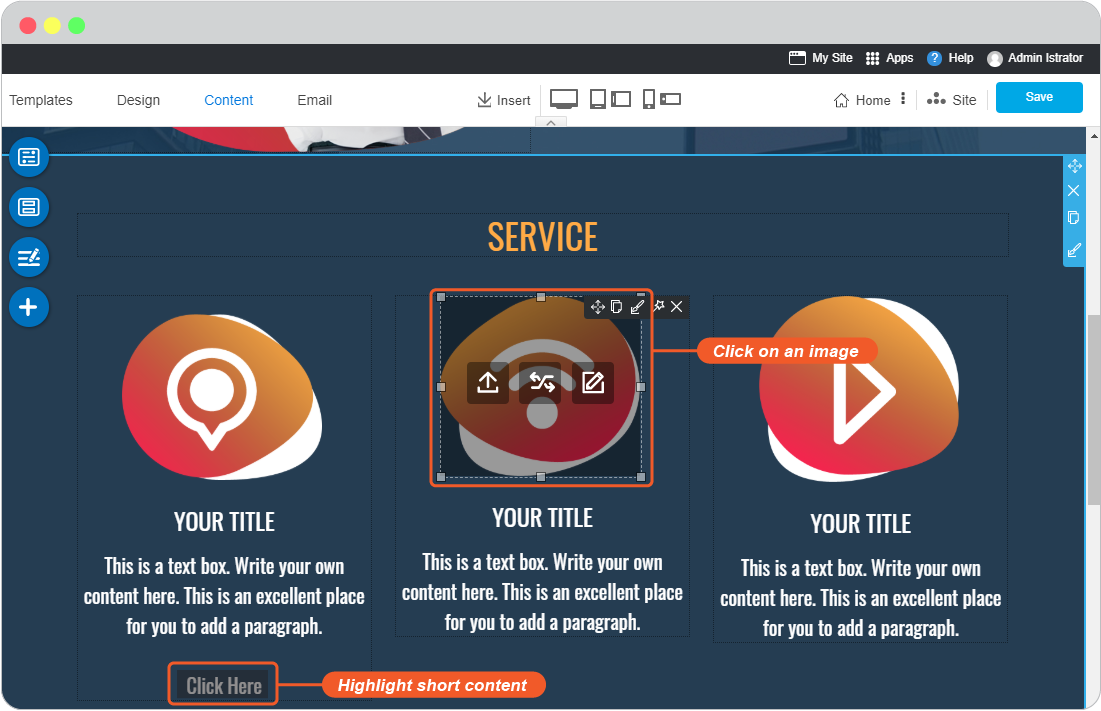 My Site Apps ? Help Admin Istrator
Templates Design Content Email Insert Home Site Save
SERVICE
Click on an image
YOUR TITLE
This is a text box. Write your own
content here. This is an excellent place
for you to add a paragraph.
Click Here
Highlight short content
YOUR TITLE
This is a text box. Write your own
content here. This is an excellent place
for you to add a paragraph.
YOUR TITLE
This is a text box. Write your own
content here. This is an excellent place
for you to add a paragraph.